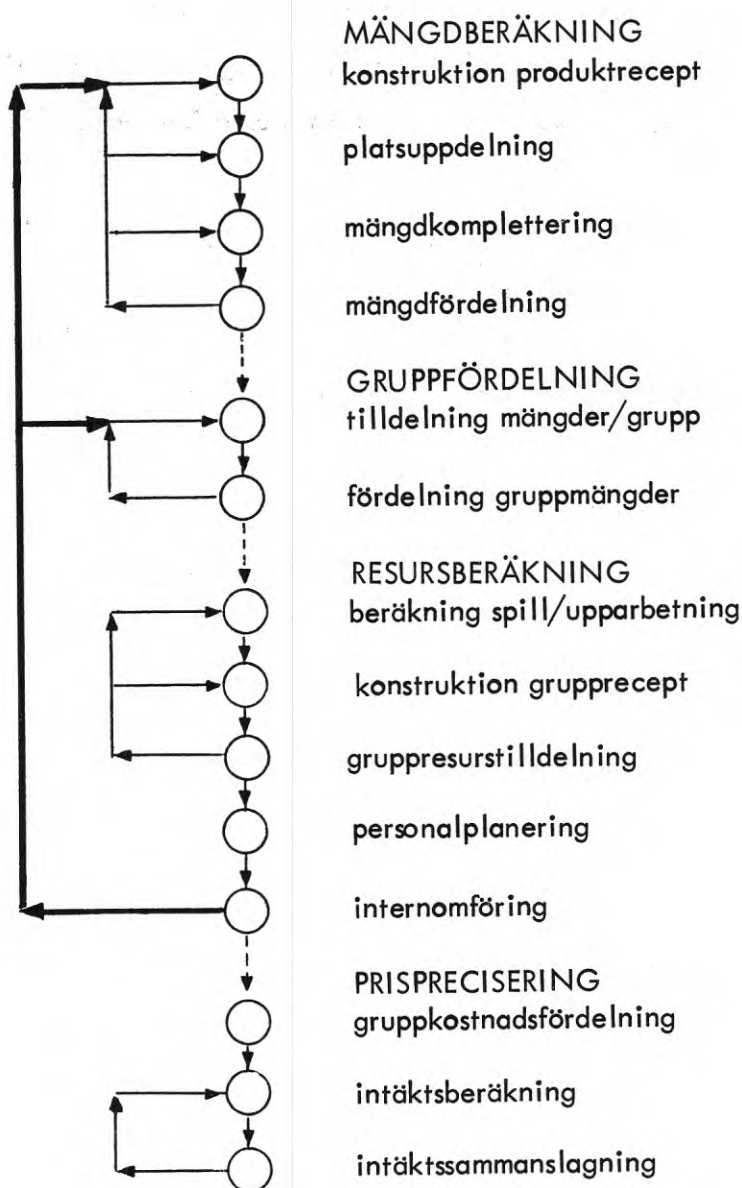 MÄNGDBERÄKNING
konstruktion produktrecept
platsuppdelning
mängdkomplettering
mängdfördelning
GRUPPFÖRDELNING
tilldelning mängder/grupp
fördelning gruppmängder
RESURSBERÄKNING
beräkning spill/upparbetning
konstruktion grupprecept
gruppresurstilldelning
personalplanering
internomföring
PRISPRECISERING
gruppkostnadsfördelning
intäktsberäkning
intäktssammanslagning